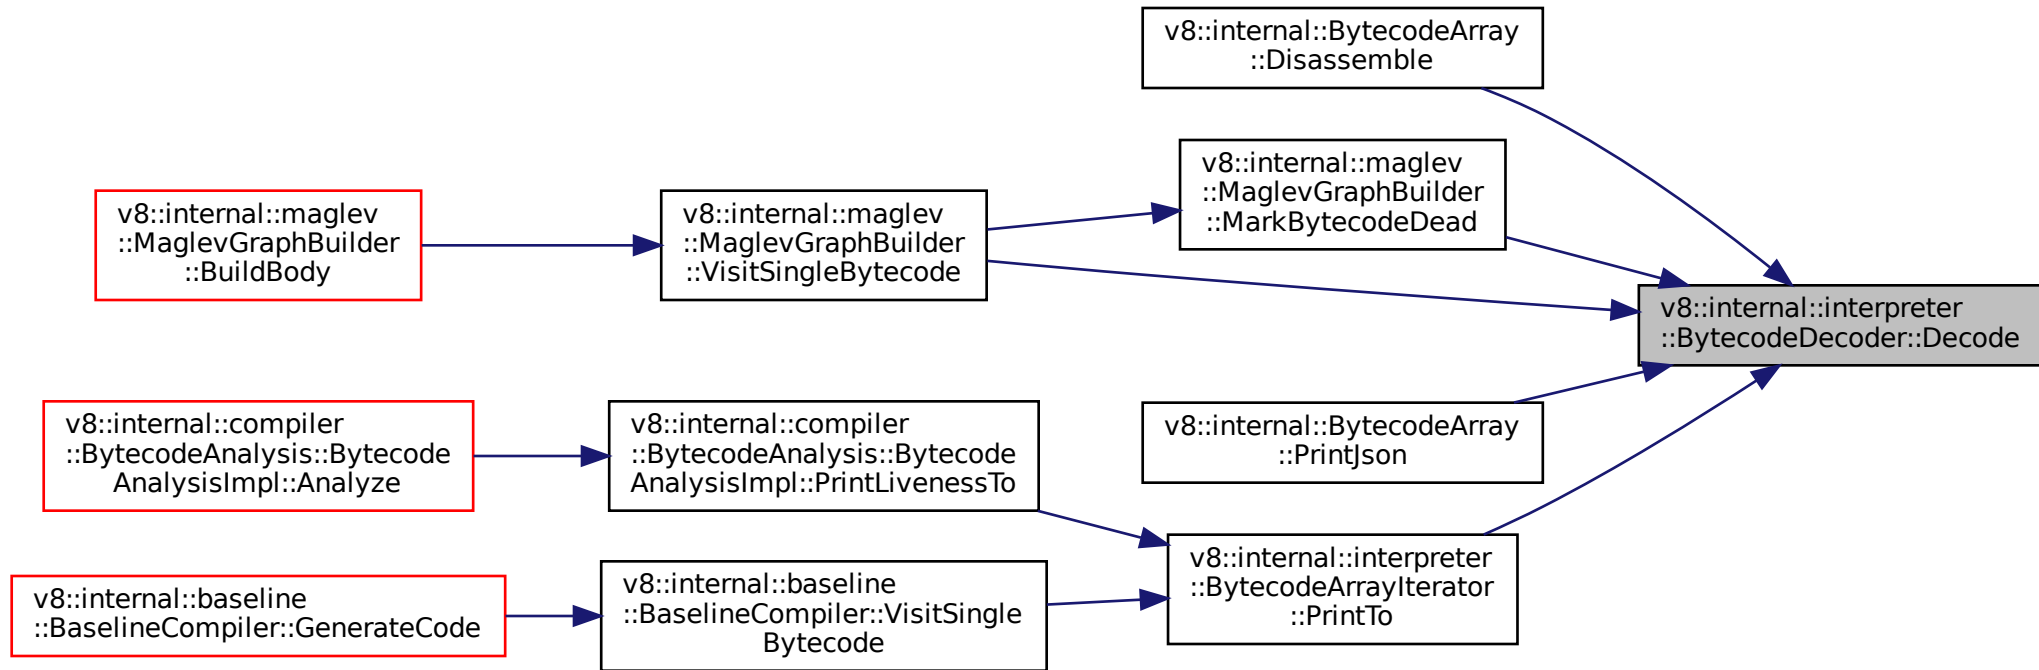 v8::internal::BytecodeArray
::Disassemble
v8::internal::maglev
::MaglevGraphBuilder
::MarkBytecodeDead
v8::internal::maglev
::MaglevGraphBuilder
::BuildBody
v8::internal::maglev
::MaglevGraphBuilder
::VisitSingleBytecode
v8::internal::interpreter
::BytecodeDecoder::Decode
v8::internal::compiler
::BytecodeAnalysis::Bytecode
AnalysisImpl::Analyze
v8::internal::compiler
::BytecodeAnalysis::Bytecode
AnalysisImpl::PrintLivenessTo
v8::internal::BytecodeArray
::PrintJson
v8::internal::interpreter
::BytecodeArrayIterator
::PrintTo
v8::internal::baseline
::BaselineCompiler::GenerateCode
v8::internal::baseline
::BaselineCompiler::VisitSingle
Bytecode